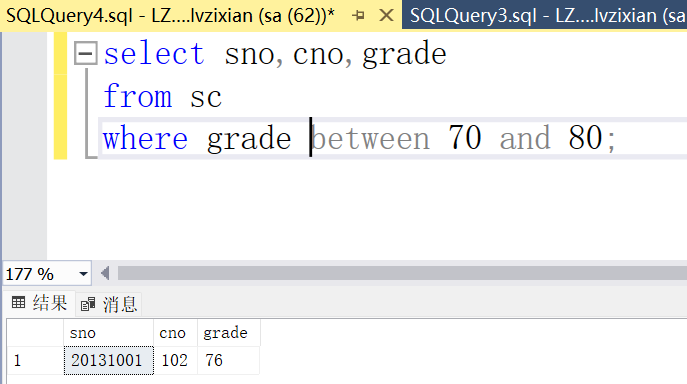 SQLQuery4.sql - LZ....lvzixian (sa (62))* SQLQuery3.sql - LZ....lvzixian (sa
select sno,cno,grade
from sc
where grade between 70 and 80;
177 %
结果 消息
sno cno grade
1 20131001 102 76